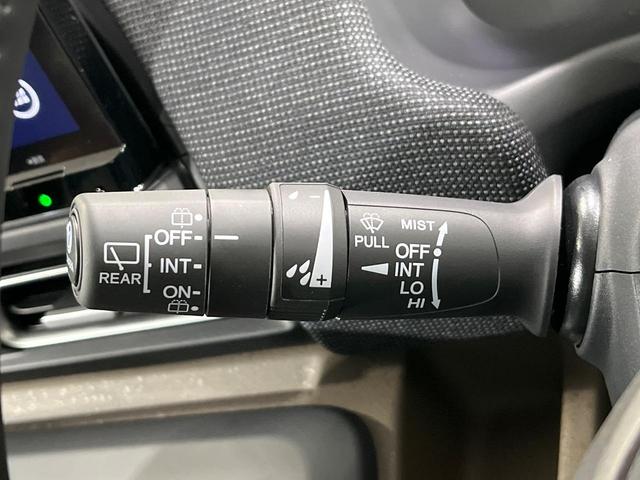 REAR
OFF
INT
ON
-
+
PULL
MIST
OFF
INT
LO
HI